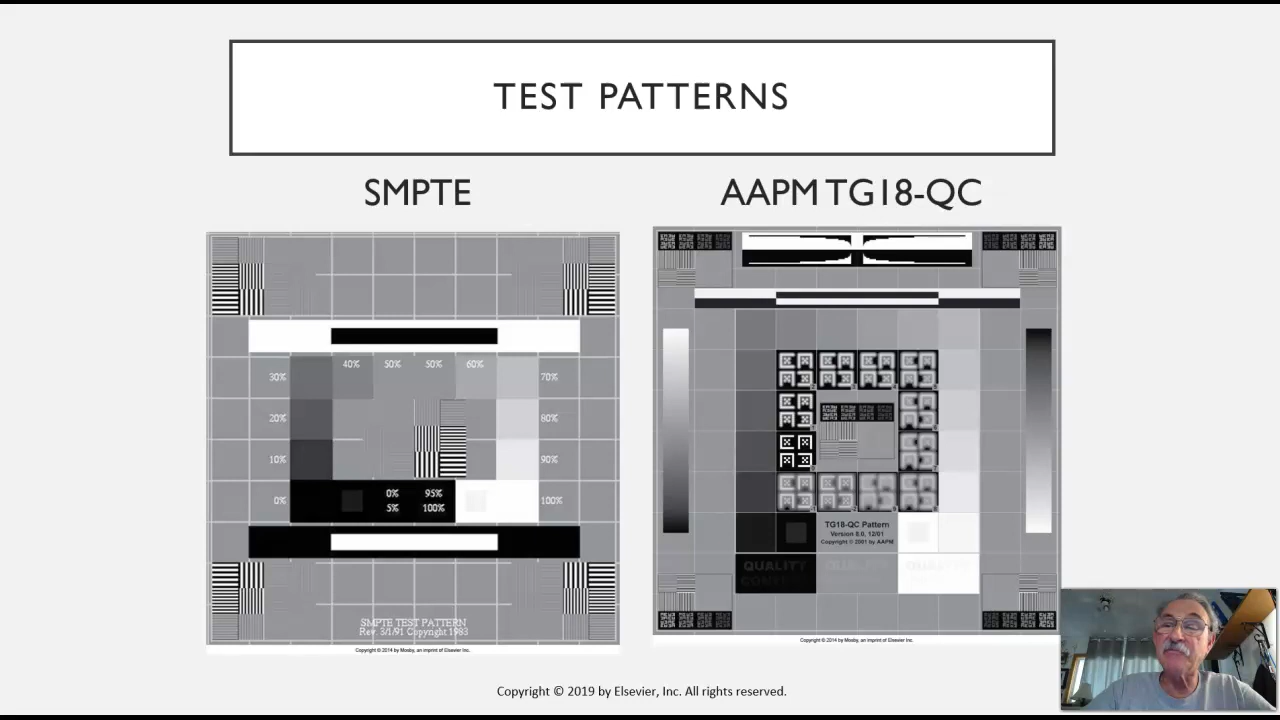 TEST PATTERNS
SMPTE
AAPM TG18-QC
40% 50% 50% 60%
30% 70%
20% 80%
10% 90%
0% 0% 95% 100%
5% 100%
SMPTE TEST PATTERN
Rev. 3/1/91 Copyright 1983
Copyright © 2014 by Mosby, an imprint of Elsevier Inc.
TG18-QC Pattern
Version 8.0, 12/01
Copyright © 2001 by AAPM
QUALITY
QUALITY
Copyright © 2014 by Mosby, an imprint of Elsevier Inc.
Copyright © 2019 by Elsevier, Inc. All rights reserved.